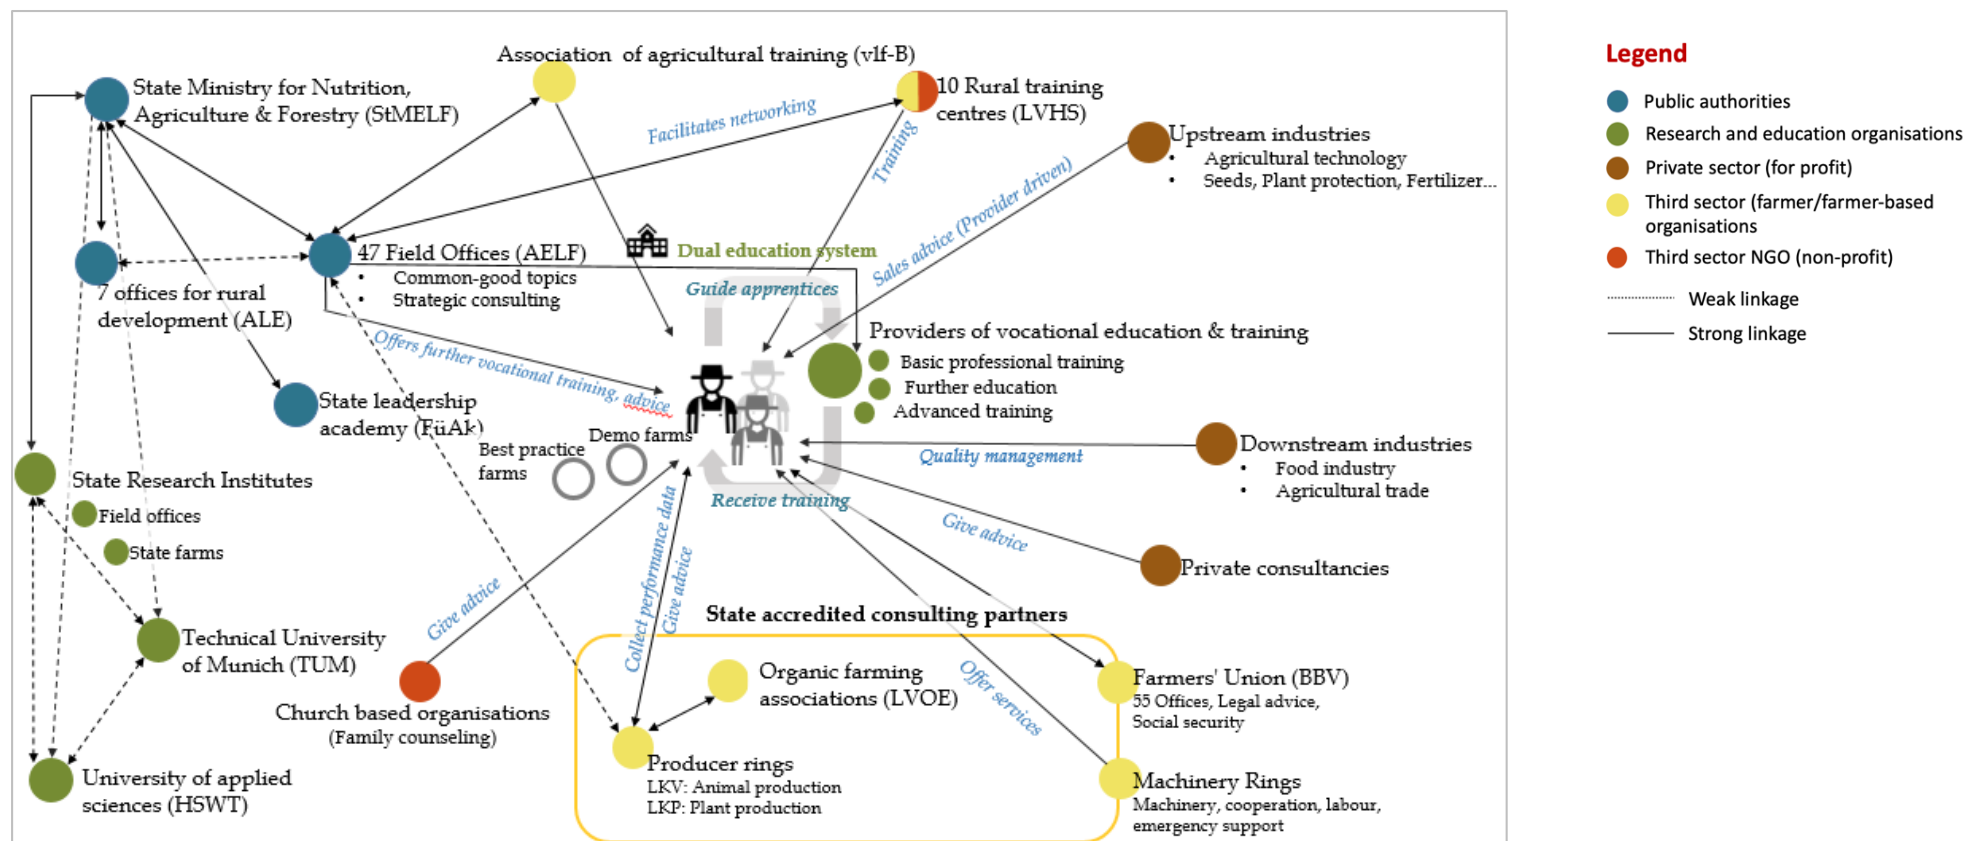 Association of agricultural training (vlf-B)
State Ministry for Nutrition,
Agriculture & Forestry (StMELF)
10 Rural training
centres (LVHS)
Facilitates networking
Training
Upstream industries
• Agricultural technology
• Seeds, Plant protection, Fertilizer...
Sales advice (Provider driven)
47 Field Offices (AELF)
• Common-good topics
• Strategic consulting
Dual education system
Guide apprentices
7 offices for rural
development (ALE)
Offers further vocational training, advice
Providers of vocational education & training
Basic professional training
Further education
Advanced training
State leadership
academy (FüAk)
Best practice
farms
Demo farms
Receive training
Downstream industries
• Food industry
• Agricultural trade
Quality management
State Research Institutes
Field offices
State farms
Give advice
Private consultancies
Collect performance data
Give advice
Give advice
State accredited consulting partners
Technical University
of Munich (TUM)
Church based organisations
(Family counseling)
Organic farming
associations (LVOE)
Offer services
Farmers' Union (BBV)
55 Offices, Legal advice,
Social security
Producer rings
LKV: Animal production
LKP: Plant production
University of applied
sciences (HSWT)
Machinery Rings
Machinery, cooperation, labour,
emergency support
Legend
Public authorities
Research and education organisations
Private sector (for profit)
Third sector (farmer/farmer-based
organisations
Third sector NGO (non-profit)
Weak linkage
Strong linkage